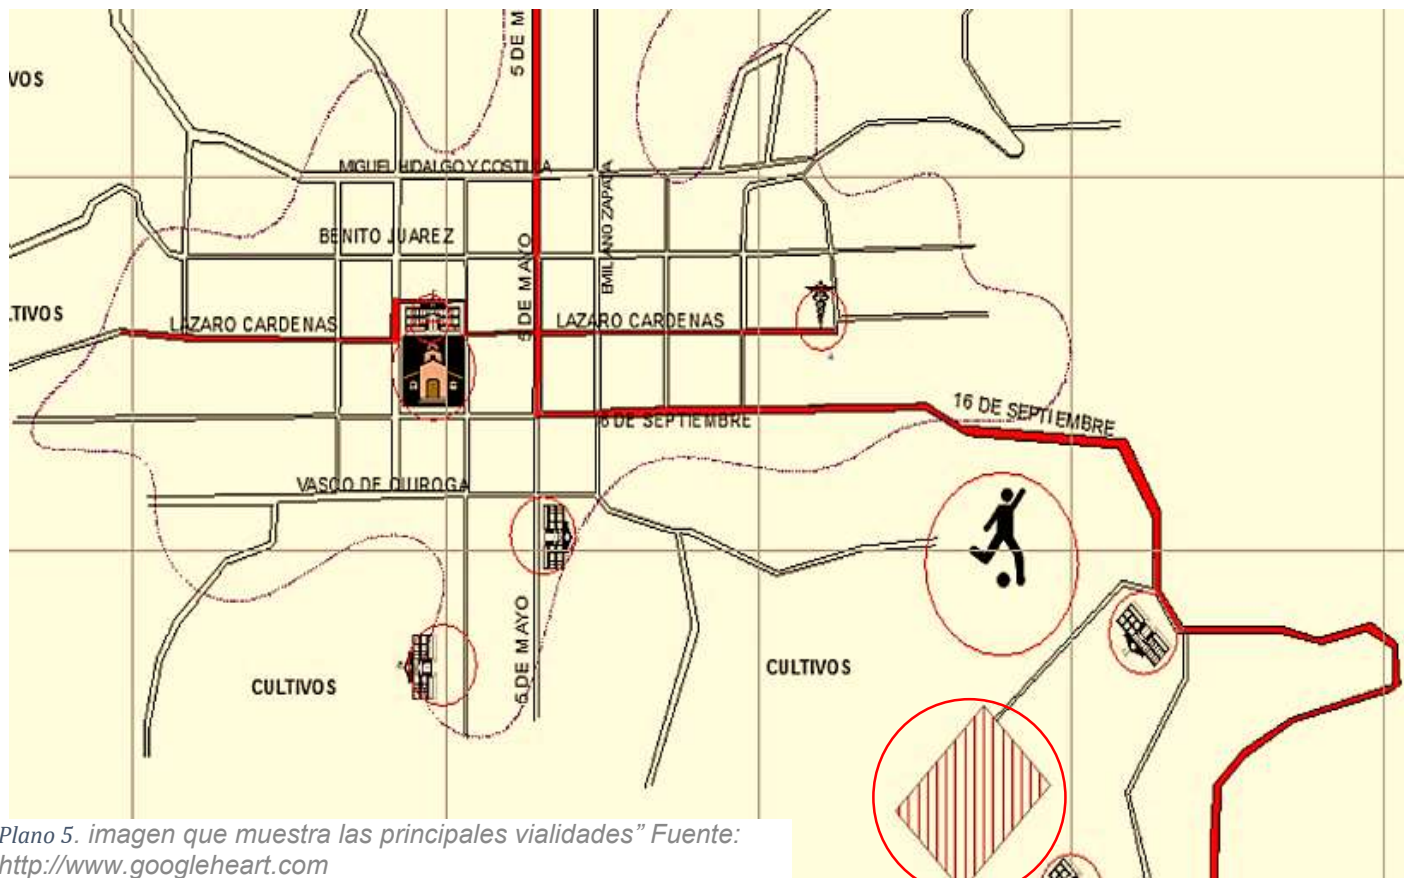 5 DE M
VOS
MIGUEL HIDALGO Y COSTILLA
EMILIANO ZAPATA
BENITO JUAREZ
5 DE MAYO
TIVOS
LAZARO CARDENAS
LAZARO CARDENAS
16 DE SEPTIEMBRE
6 DE SEPTIEMBRE
VASCO DE QUIROGA
5 DE MAYO
CULTIVOS
CULTIVOS
Plano 5. imagen que muestra las principales vialidades” Fuente:
http://www.googleheart.com